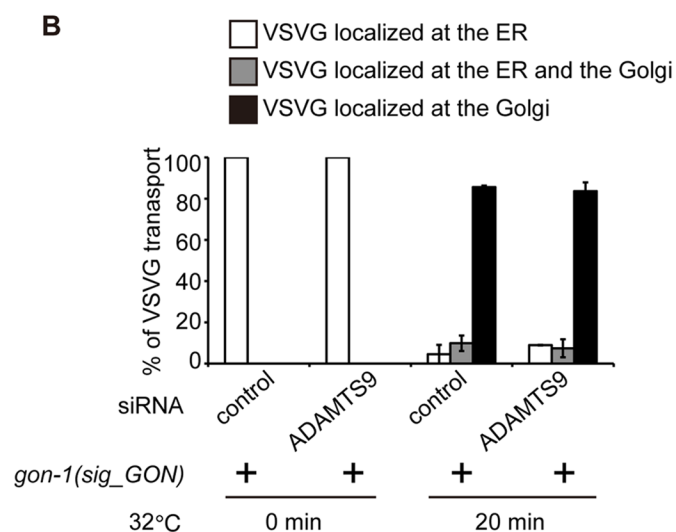 B
VSVG localized at the ER
VSVG localized at the ER and the Golgi
VSVG localized at the Golgi
% of VSVG tranasport
100
80
60
40
20
0
siRNA
control
ADAMTS9
control
ADAMTS9
gon-1(sig_GON)
+ + + +
32°C 0 min 20 min